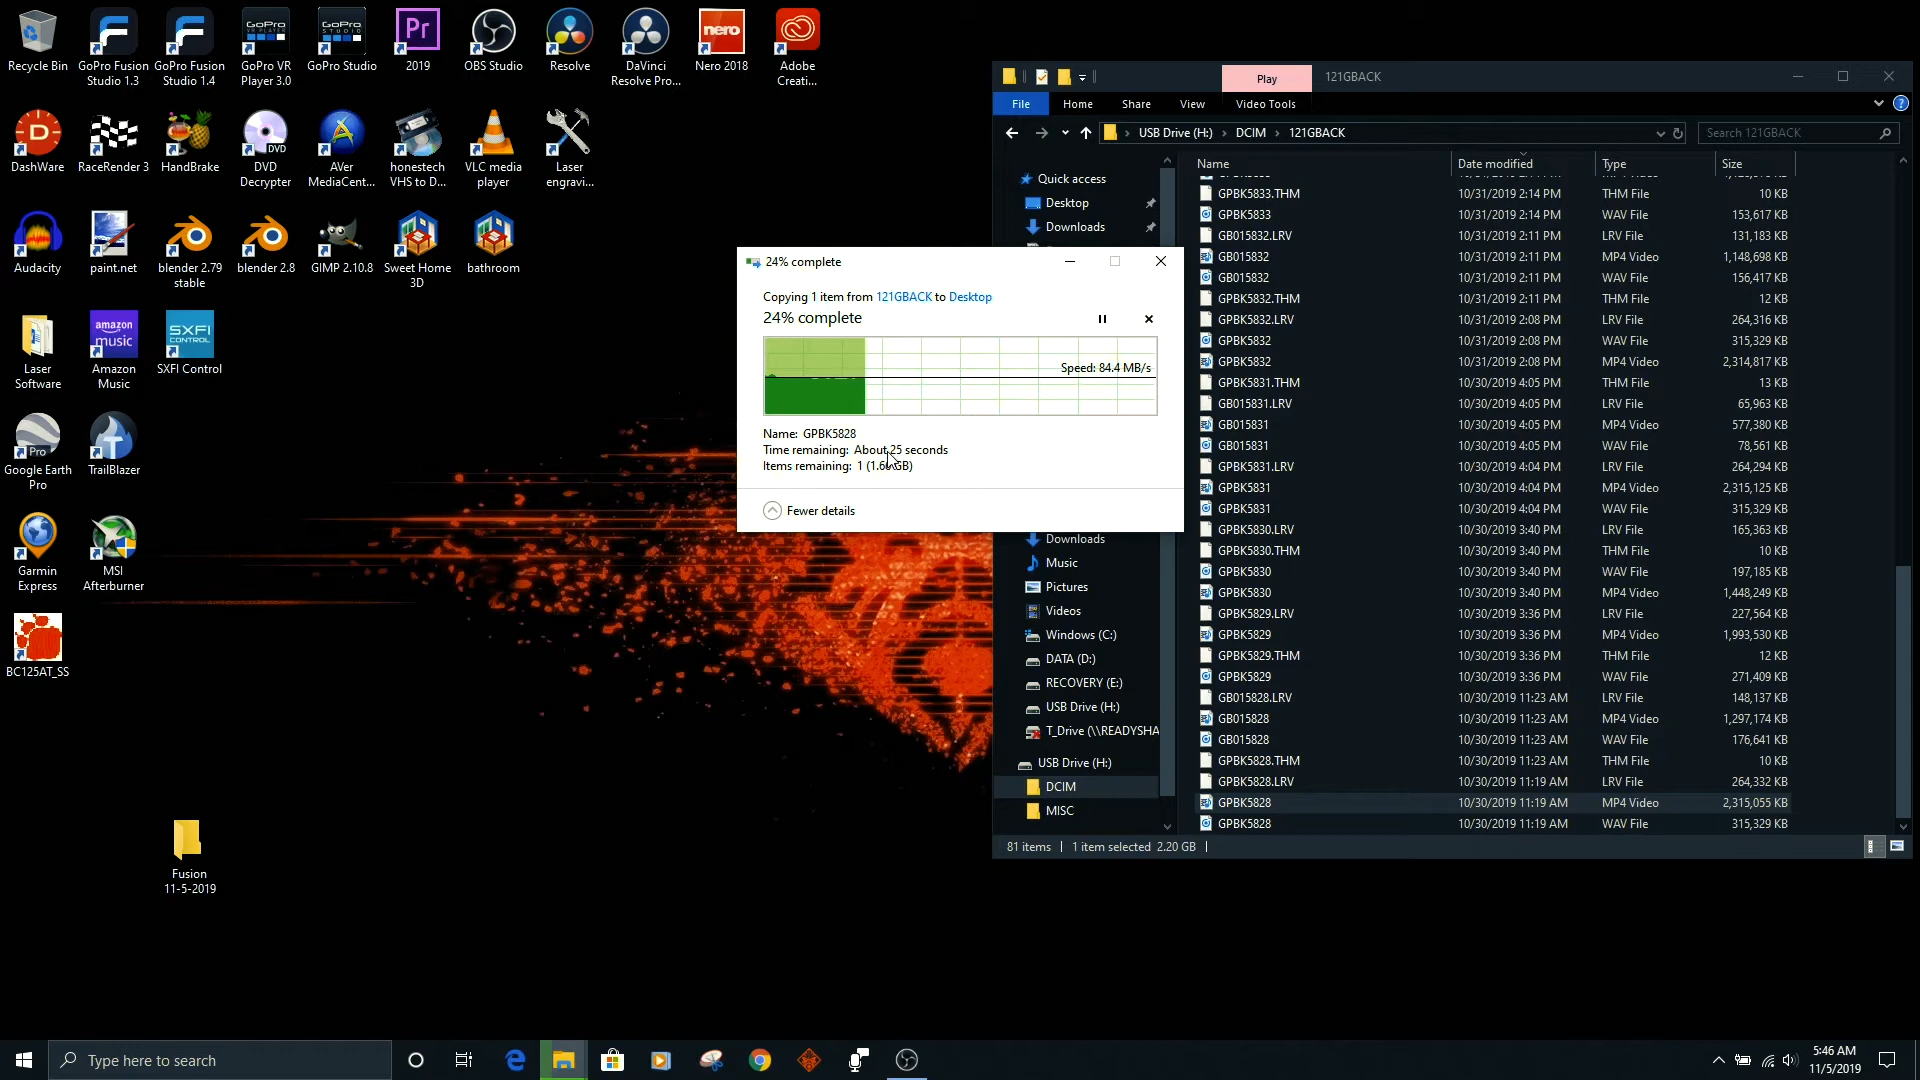 Recycle Bin
GoPro Fusion
Studio 1.3
GoPro Fusion
Studio 1.4
GoPro
VR PLAYER 3.0
GoPro VR
Player 3.0
GoPro
STUDIO
GoPro Studio
Pr
2019
OBS Studio
Resolve
DaVinci
Resolve Pro...
nero
Nero 2018
Adobe
Creati...
DashWare
RaceRender 3
HandBrake
DVD
DVD
Decrypter
AVer
MediaCent...
honestech
VHS to D...
VLC media
player
Laser
engravi...
Audacity
paint.net
blender 2.79
stable
blender 2.8
GIMP 2.10.8
Sweet Home
3D
bathroom
Laser
Software
amazon
music
Amazon
Music
SXFI
CONTROL
SXFI Control
Pro
Google Earth
Pro
TrailBlazer
Garmin
Express
MSI
Afterburner
BC125AT_SS
Fusion
11-5-2019
Play
121GBACK
File
Home
Share
View
Video Tools
USB Drive (H:) › DCIM › 121GBACK
Search 121GBACK
Quick access
Desktop
Downloads
Downloads
Music
Pictures
Videos
Windows (C:)
DATA (D:)
RECOVERY (E:)
USB Drive (H:)
T_Drive (\\READYSHA
USB Drive (H:)
DCIM
MISC
Name Date modified Type Size
GPBK5833.THM 10/31/2019 2:14 PM THM File 10 KB
GPBK5833 10/31/2019 2:14 PM WAV File 153,617 KB
GB015832.LRV 10/31/2019 2:11 PM LRV File 131,183 KB
GB015832 10/31/2019 2:11 PM MP4 Video 1,148,698 KB
GB015832 10/31/2019 2:11 PM WAV File 156,417 KB
GPBK5832.THM 10/31/2019 2:11 PM THM File 12 KB
GPBK5832.LRV 10/31/2019 2:08 PM LRV File 264,316 KB
GPBK5832 10/31/2019 2:08 PM WAV File 315,329 KB
GPBK5832 10/31/2019 2:08 PM MP4 Video 2,314,817 KB
GPBK5831.THM 10/30/2019 4:05 PM THM File 13 KB
GB015831.LRV 10/30/2019 4:05 PM LRV File 65,963 KB
GB015831 10/30/2019 4:05 PM MP4 Video 577,380 KB
GB015831 10/30/2019 4:05 PM WAV File 78,561 KB
GPBK5831.LRV 10/30/2019 4:04 PM LRV File 264,294 KB
GPBK5831 10/30/2019 4:04 PM MP4 Video 2,315,125 KB
GPBK5831 10/30/2019 4:04 PM WAV File 315,329 KB
GPBK5830.LRV 10/30/2019 3:40 PM LRV File 165,363 KB
GPBK5830.THM 10/30/2019 3:40 PM THM File 10 KB
GPBK5830 10/30/2019 3:40 PM WAV File 197,185 KB
GPBK5830 10/30/2019 3:40 PM MP4 Video 1,448,249 KB
GPBK5829.LRV 10/30/2019 3:36 PM LRV File 227,564 KB
GPBK5829 10/30/2019 3:36 PM MP4 Video 1,993,530 KB
GPBK5829.THM 10/30/2019 3:36 PM THM File 12 KB
GPBK5829 10/30/2019 3:36 PM WAV File 271,409 KB
GB015828.LRV 10/30/2019 11:23 AM LRV File 148,137 KB
GB015828 10/30/2019 11:23 AM MP4 Video 1,297,174 KB
GB015828 10/30/2019 11:23 AM WAV File 176,641 KB
GPBK5828.THM 10/30/2019 11:23 AM THM File 10 KB
GPBK5828.LRV 10/30/2019 11:19 AM LRV File 264,332 KB
GPBK5828 10/30/2019 11:19 AM MP4 Video 2,315,055 KB
GPBK5828 10/30/2019 11:19 AM WAV File 315,329 KB
81 items 1 item selected 2.20 GB
24% complete
Copying 1 item from 121GBACK to Desktop
24% complete
Speed: 84.4 MB/s
Name: GPBK5828
Time remaining: About 25 seconds
Items remaining: 1
Fewer details
Type here to search
5:46 AM
11/5/2019